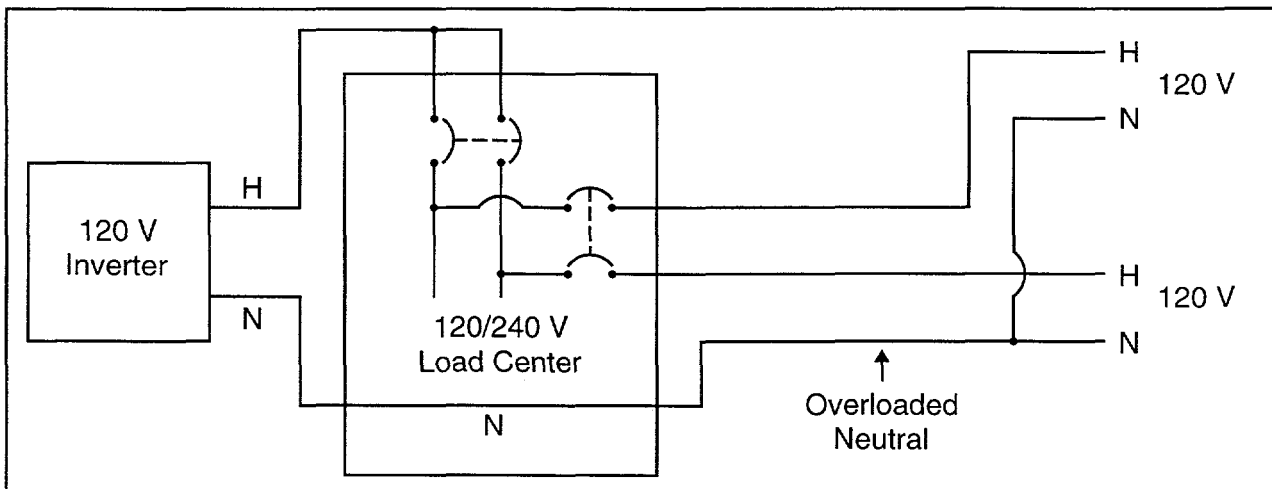 H
120 V
N
H
120 V
Inverter
N
120/240 V
Load Center
N
H
120 V
N
Overloaded
Neutral